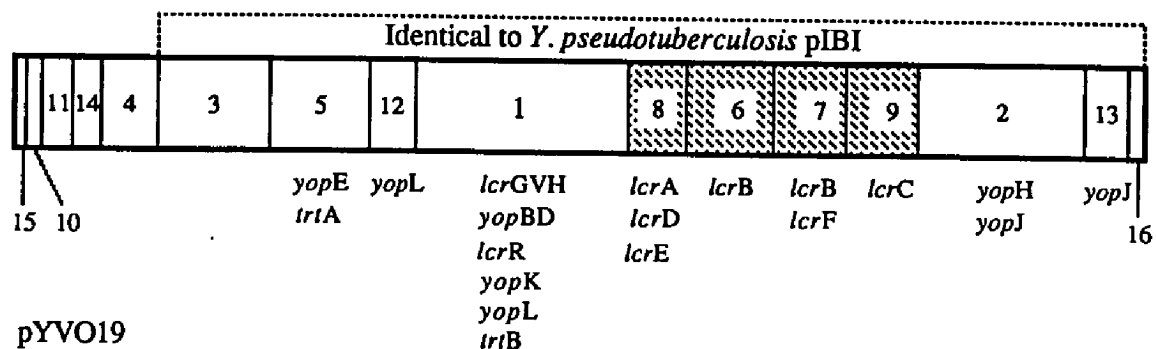 Identical to Y. pseudotuberculosis pIBI
11 14 4 3 5 12 1 8 6 7 9 2 13
yopE yopL lcrGVH lcrA lcrB lcrB lcrC yopH yopJ
15 10 trtA yopBD lcrD lcrF yopJ 16
lcrR lcrE
yopK
yopL
pYVO19
trtB